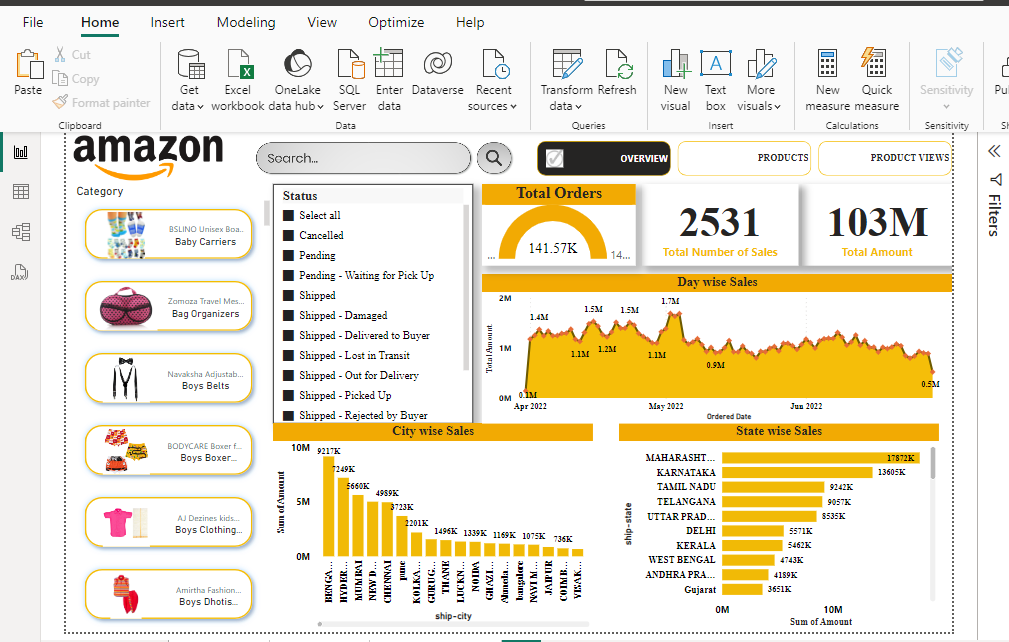 File Home Insert Modeling View Optimize Help
Paste
Cut
Copy
Format painter
Clipboard
Get data
Excel workbook
OneLake data hub
SQL Server
Enter data
Dataverse
Recent sources
Data
Transform data
Refresh
Queries
New visual
Text box
More visuals
Insert
New measure
Quick measure
Calculations
Sensitivity
Sensitivity
amazon
Search...
OVERVIEW
PRODUCTS
PRODUCT VIEWS
Filters
DAX
Category
BSLINO Unisex Boa..
Baby Carriers
Zomoza Travel Mes...
Bag Organizers
Navaksha Adjustab...
Boys Belts
BODYCARE Boxer f...
Boys Boxer...
AJ Dezines kids...
Boys Clothing...
Amirtha Fashion...
Boys Dhotis...
Status
Select all
Cancelled
Pending
Pending - Waiting for Pick Up
Shipped
Shipped - Damaged
Shipped - Delivered to Buyer
Shipped - Lost in Transit
Shipped - Out for Delivery
Shipped - Picked Up
Shipped - Rejected by Buyer
Total Orders
141.57K
... 14...
2531
Total Number of Sales
103M
Total Amount
Day wise Sales
Total Amount
2M
1M
0M
0.1M
1.4M
1.1M
1.5M
1.2M
1.5M
1.1M
1.7M
0.9M
0.5M
Apr 2022 May 2022 Jun 2022
Ordered Date
City wise Sales
Sum of Amount
10M
5M
0M
9217K
7249K
5660K
4989K
3723K
2201K
1496K
1339K
1169K
1075K
736K
BENGA...
HYDER...
MUMBAI
NEW D...
CHENNAI
pune
KOLKA...
GURUG...
THANE
LUCKN...
NOIDA
GHAZI...
Ahmeda...
bangalore
NAVI M...
JAIPUR
COIMB...
VISAK...
ship-city
State wise Sales
ship-state
MAHARASHT... 17872K
KARNATAKA 13605K
TAMIL NADU 9242K
TELANGANA 9057K
UTTAR PRAD... 8535K
DELHI 5571K
KERALA 5462K
WEST BENGAL 4743K
ANDHRA PRA... 4189K
Gujarat 3651K
0M 10M
Sum of Amount